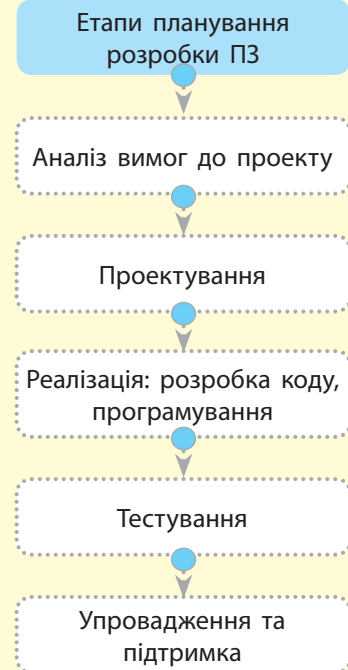 Етапи планування
розробки ПЗ
Аналіз вимог до проекту
Проектування
Реалізація: розробка коду,
програмування
Тестування
Упровадження та
підтримка